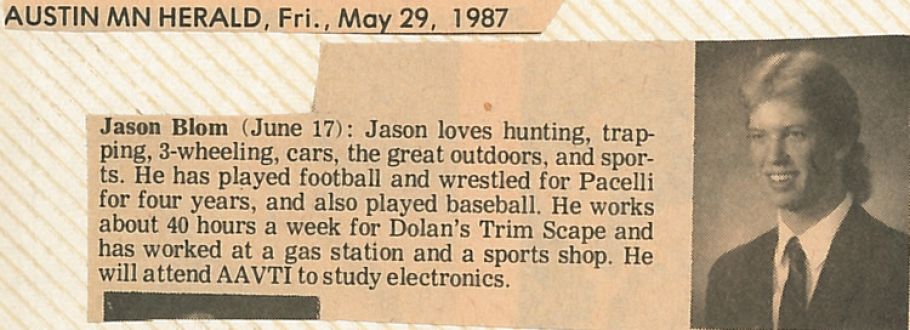 AUSTIN MN HERALD, Fri., May 29, 1987
Jason Blom (June 17): Jason loves hunting, trap-
ping, 3-wheeling, cars, the great outdoors, and spor-
ts. He has played football and wrestled for Pacelli
for four years, and also played baseball. He works
about 40 hours a week for Dolan's Trim Scape and
has worked at a gas station and a sports shop. He
will attend AAVTI to study electronics.